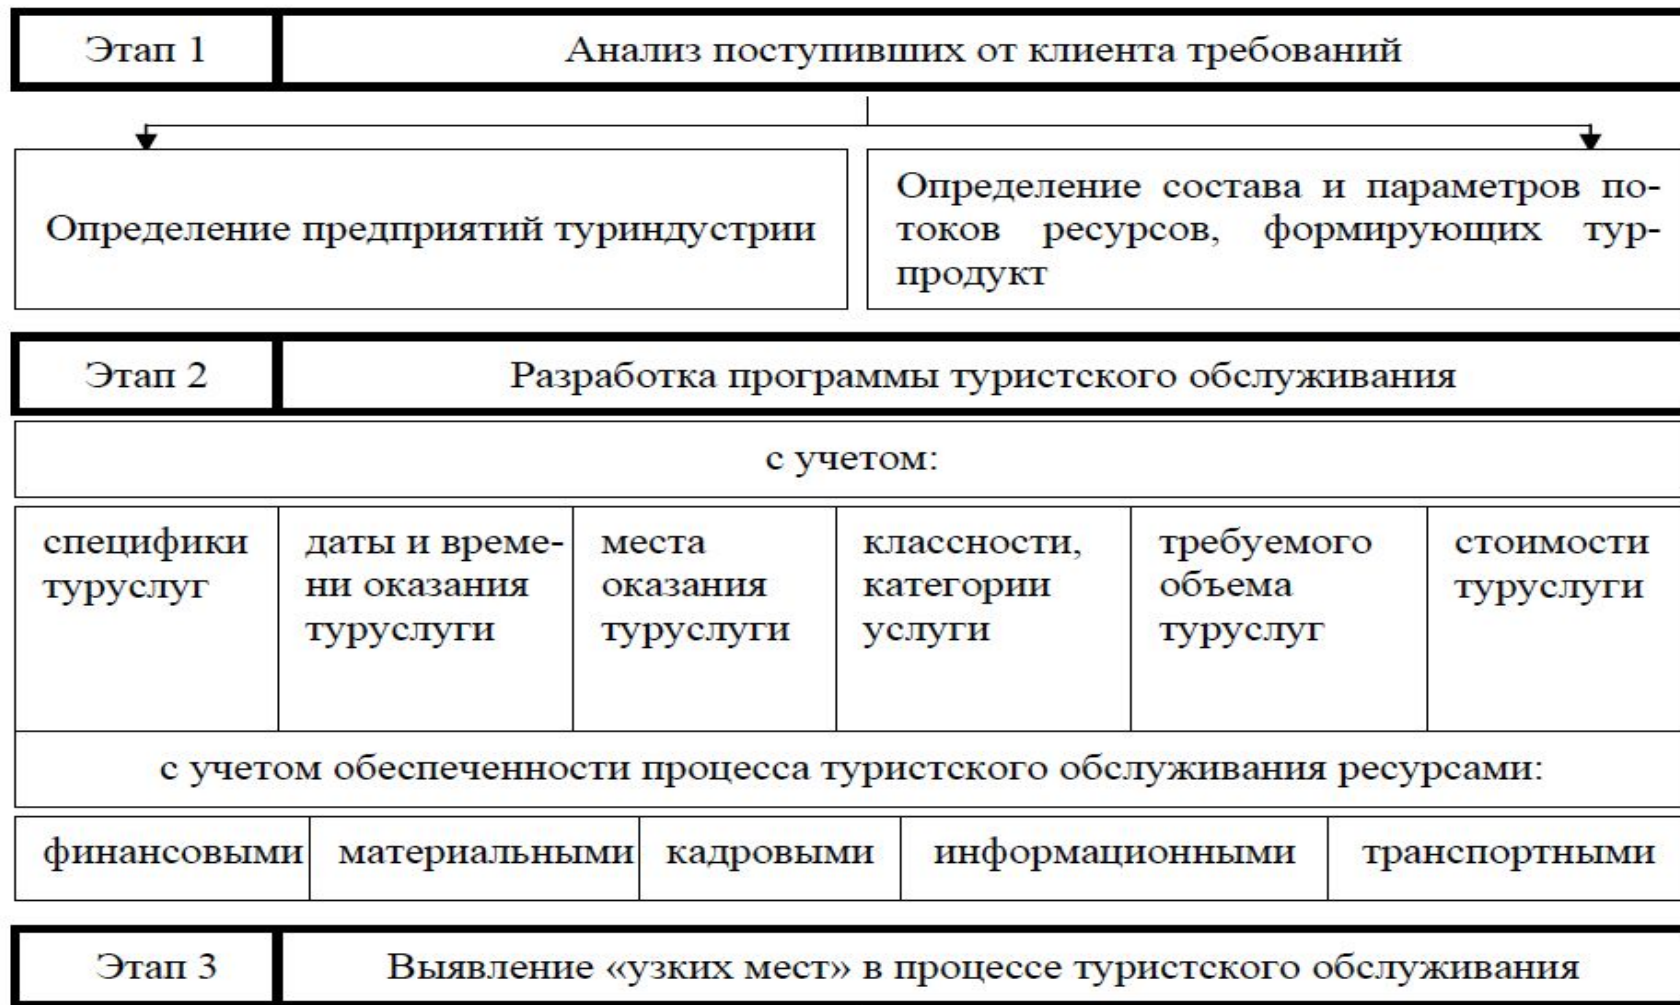 Этап 1
Анализ поступивших от клиента требований
Определение предприятий туриндустрии
Определение состава и параметров по-
токов ресурсов, формирующих тур-
продукт
Этап 2
Разработка программы туристского обслуживания
с учетом:
специфики
туруслуг
даты и време-
ни оказания
туруслуги
места
оказания
туруслуги
классности,
категории
услуги
требуемого
объема
туруслуг
стоимости
туруслуги
с учетом обеспеченности процесса туристского обслуживания ресурсами:
финансовыми
материальными
кадровыми
информационными
транспортными
Этап 3
Выявление «узких мест» в процессе туристского обслуживания